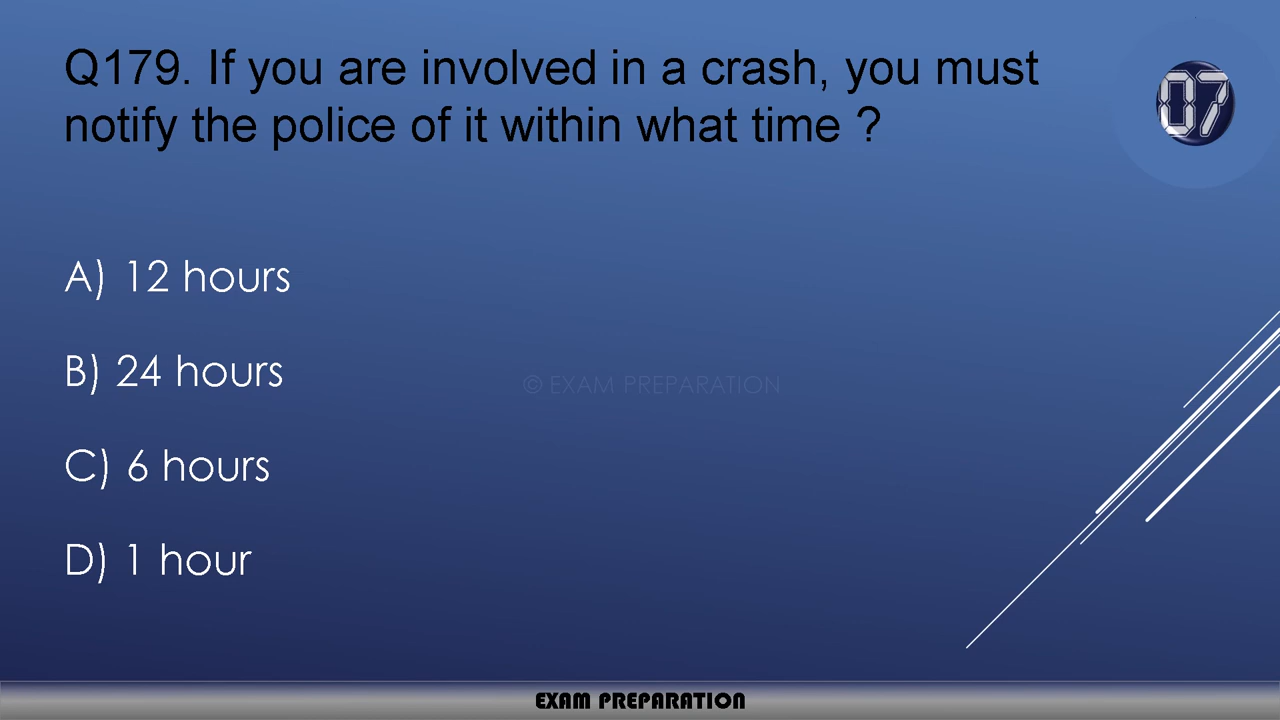 Q179. If you are involved in a crash, you must
notify the police of it within what time ?
07
A) 12 hours
B) 24 hours
© EXAM PREPARATION
C) 6 hours
D) 1 hour
EXAM PREPARATION